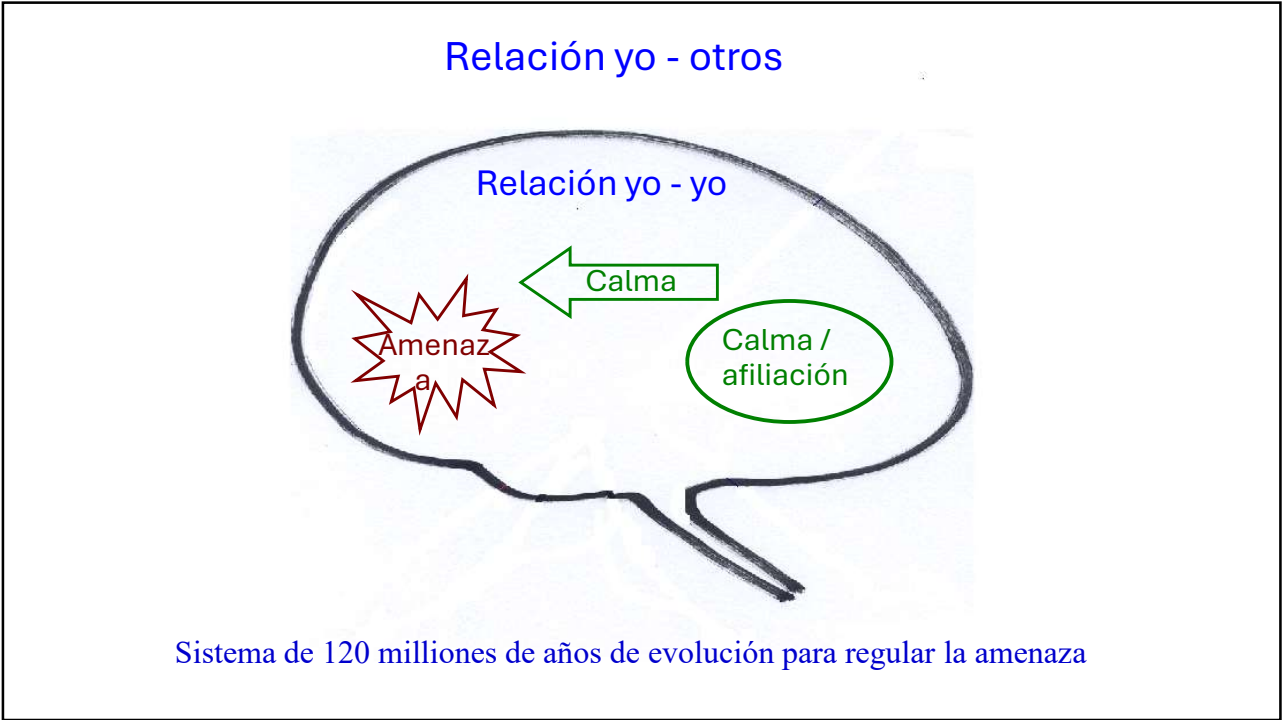 Relación yo - otros
Relación yo - yo
Calma
Amenaz
a
Calma /
afiliación
Sistema de 120 milliones de años de evolución para regular la amenaza